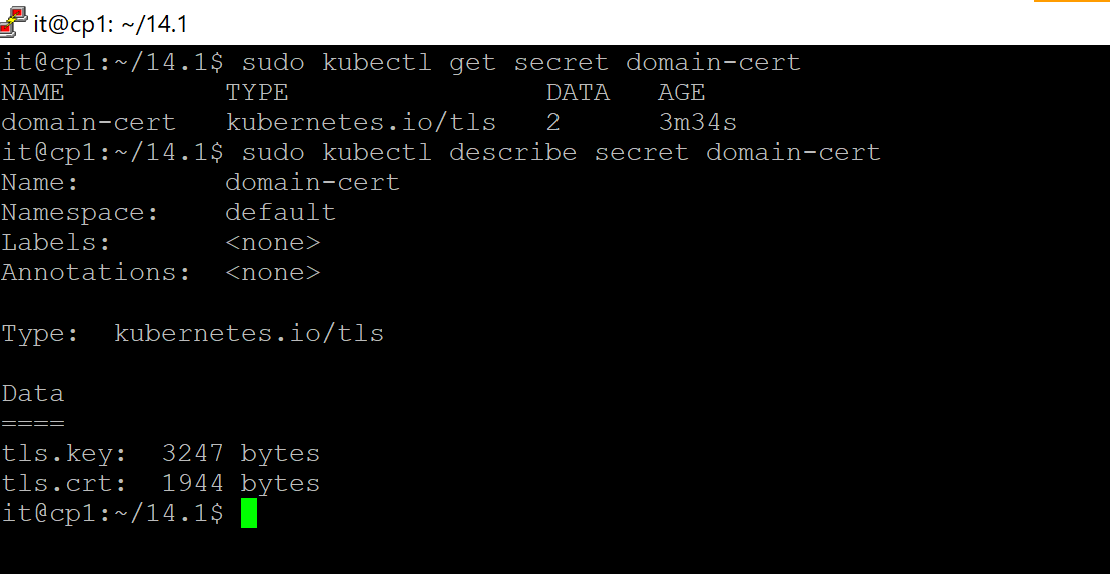 it@cp1: ~/14.1
it@cp1:~/14.1$ sudo kubectl get secret domain-cert
NAME          TYPE                DATA   AGE
domain-cert   kubernetes.io/tls   2      3m34s
it@cp1:~/14.1$ sudo kubectl describe secret domain-cert
Name:         domain-cert
Namespace:    default
Labels:       <none>
Annotations:  <none>

Type:  kubernetes.io/tls

Data
====
tls.key:  3247 bytes
tls.crt:  1944 bytes
it@cp1:~/14.1$